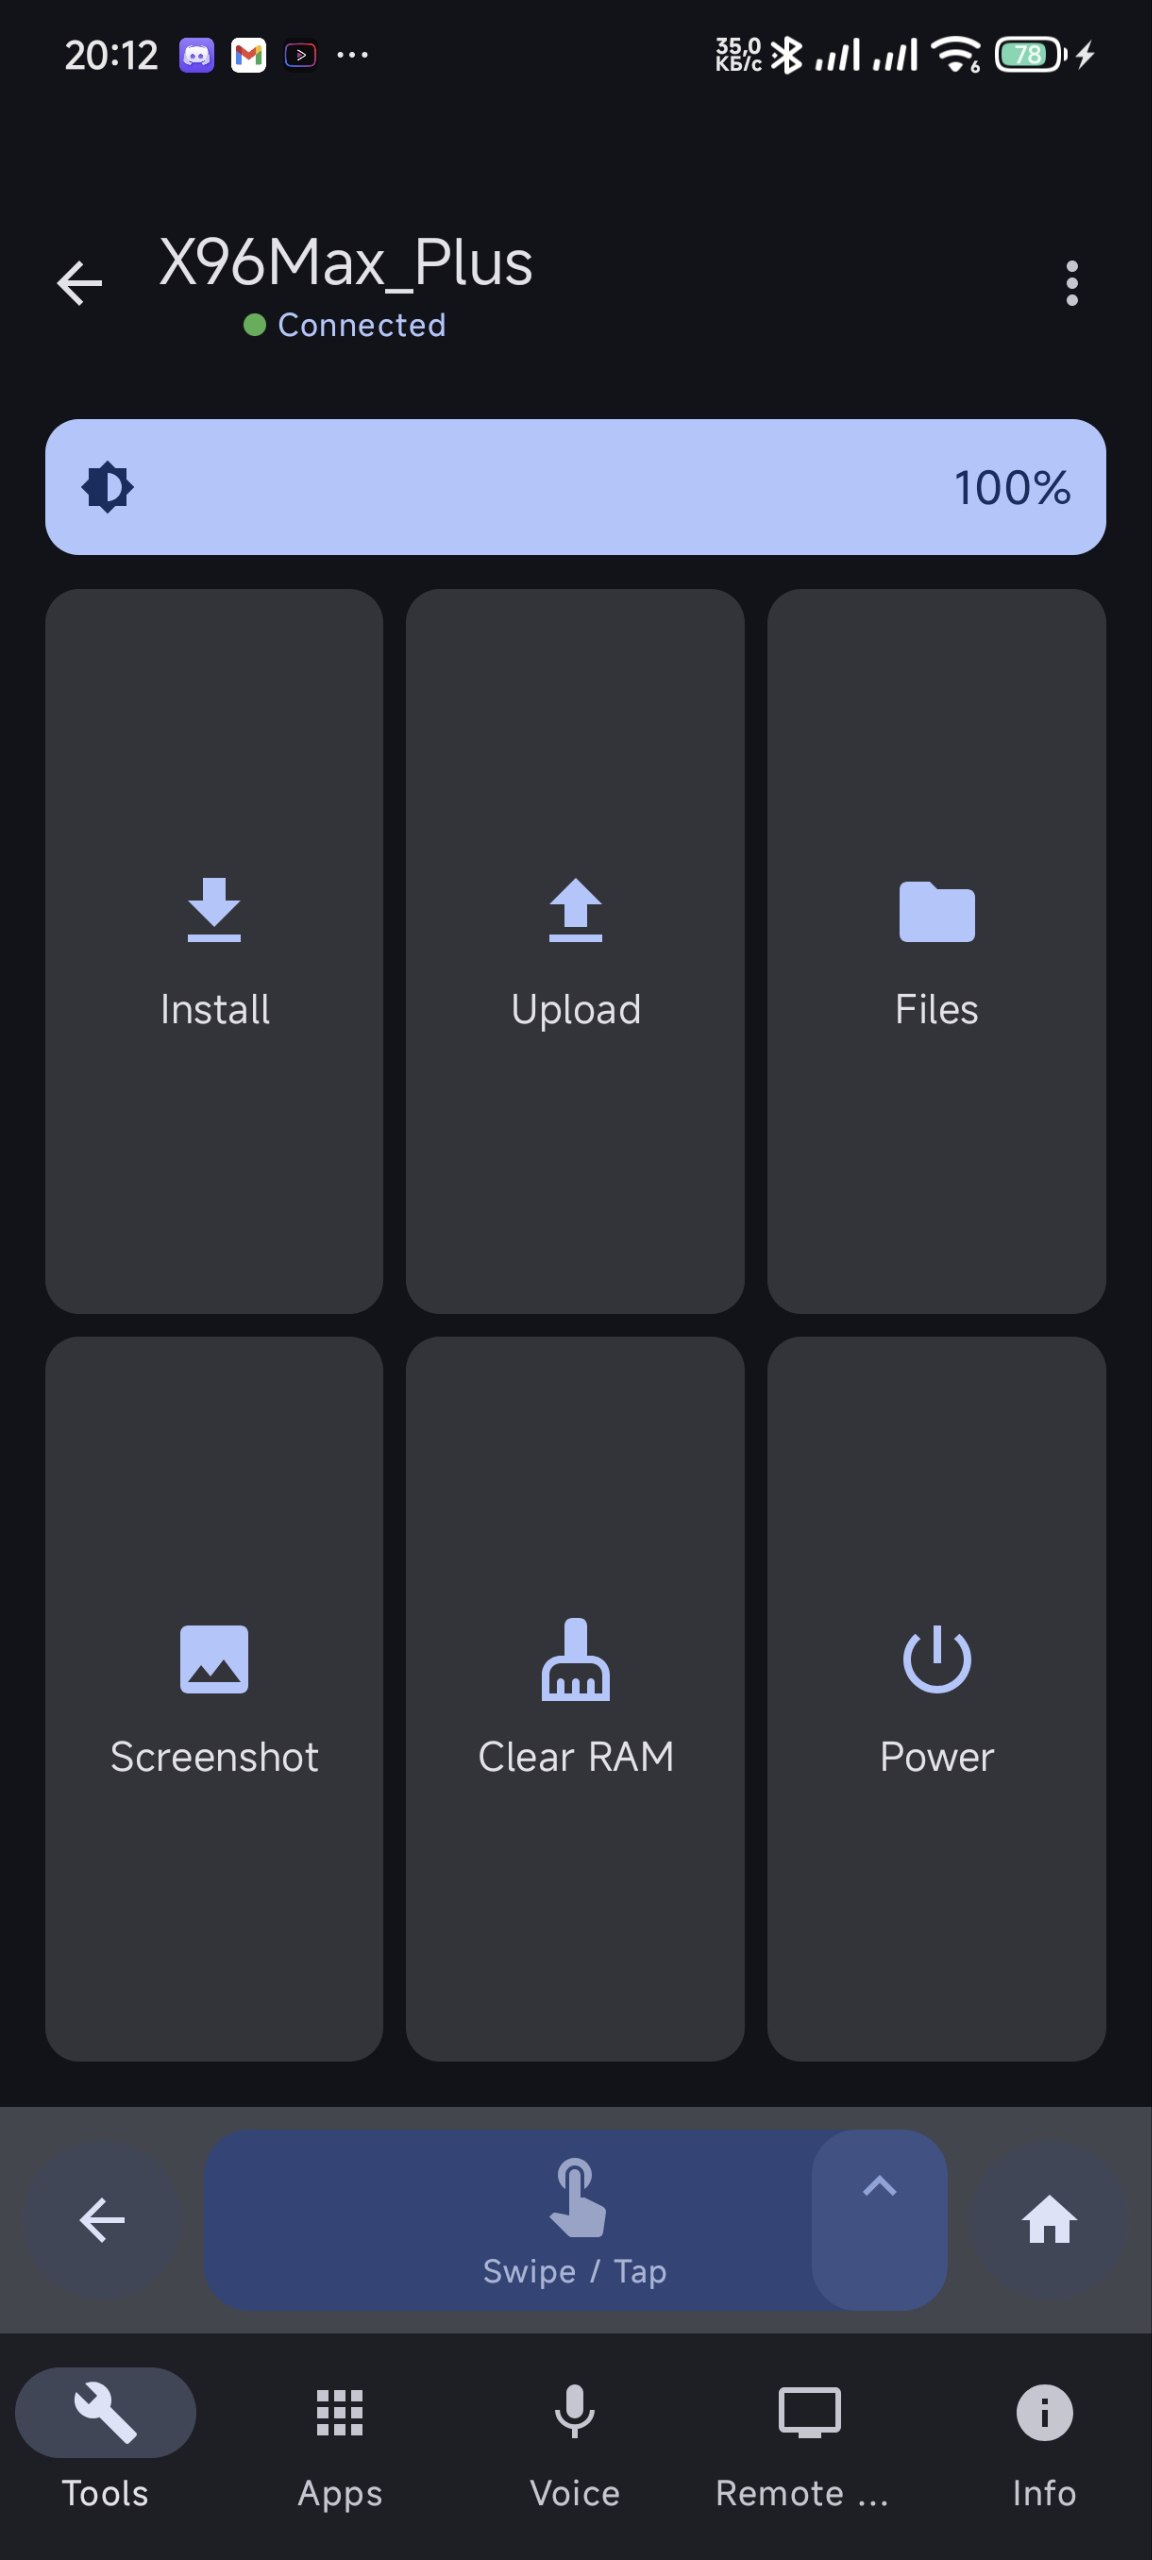 20:12
35,0
КБ/с
78
X96Max_Plus
Connected
100%
Install
Upload
Files
Screenshot
Clear RAM
Power
Swipe / Tap
Tools
Apps
Voice
Remote ...
Info